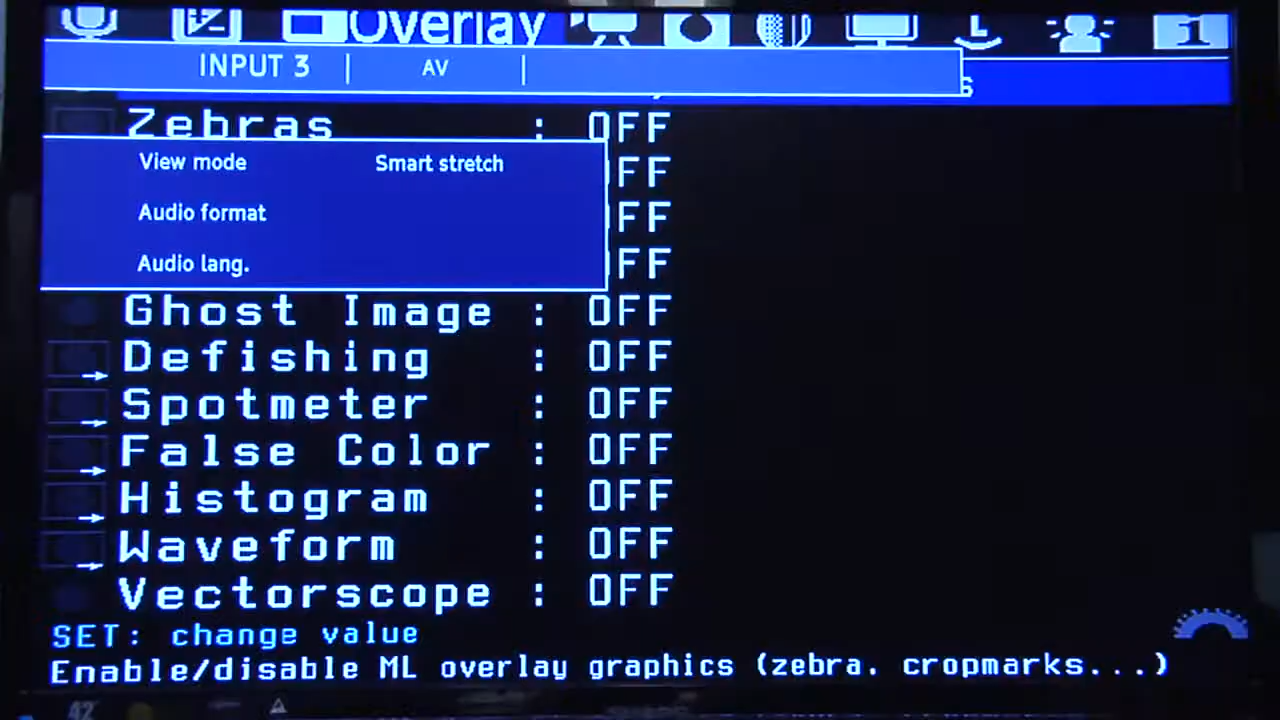 Overlay
1
INPUT 3 | AV |
s
Zebras : OFF
View mode Smart stretch FF
Audio format FF
Audio lang. FF
Ghost Image : OFF
Defishing : OFF
Spotmeter : OFF
False Color : OFF
Histogram : OFF
Waveform : OFF
Vectorscope : OFF
SET: change value
Enable/disable ML overlay graphics (zebra, cropmarks...)
42